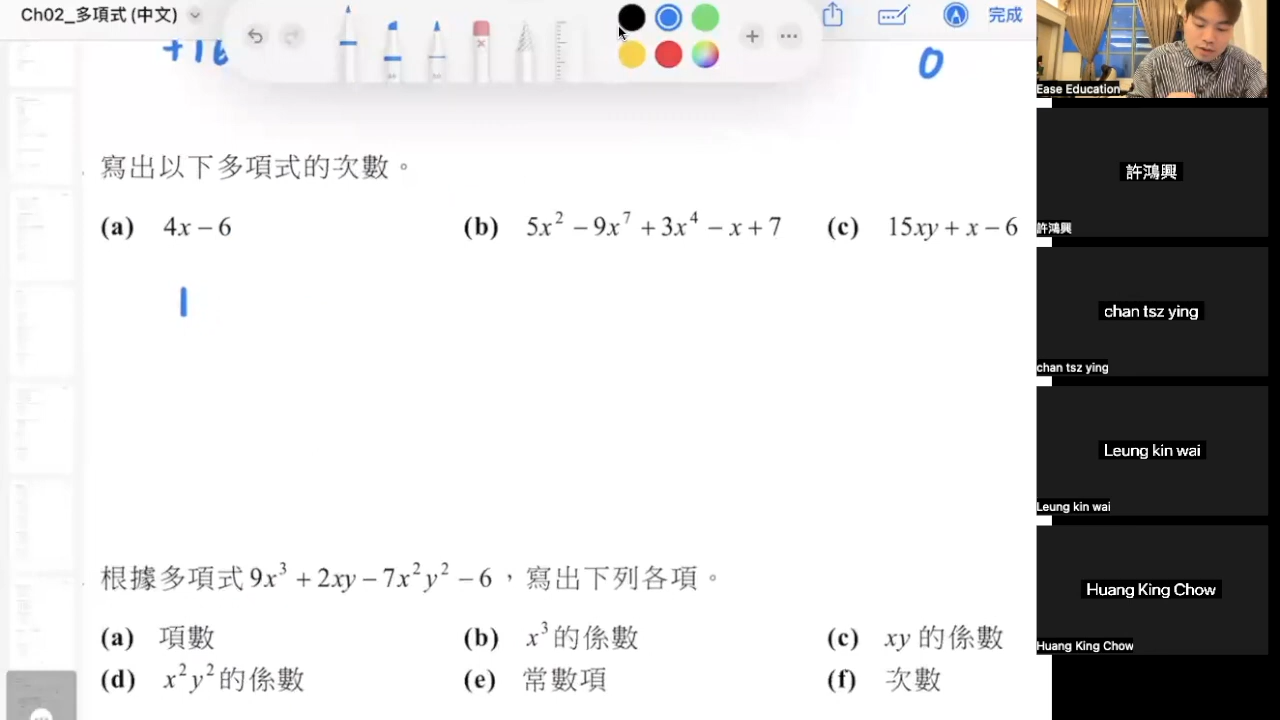 Ch02_多項式 (中文)
完成
+16
0
Ease Education
寫出以下多項式的次數。
(a) 4x − 6
(b) 5x² − 9x⁷ + 3x⁴ − x + 7
(c) 15xy + x − 6
1
根據多項式 9x³ + 2xy − 7x²y² − 6，寫出下列各項。
(a) 項數
(b) x³ 的係數
(c) xy 的係數
(d) x²y² 的係數
(e) 常數項
(f) 次數
許鴻興
許鴻興
chan tsz ying
chan tsz ying
Leung kin wai
Leung kin wai
Huang King Chow
Huang King Chow